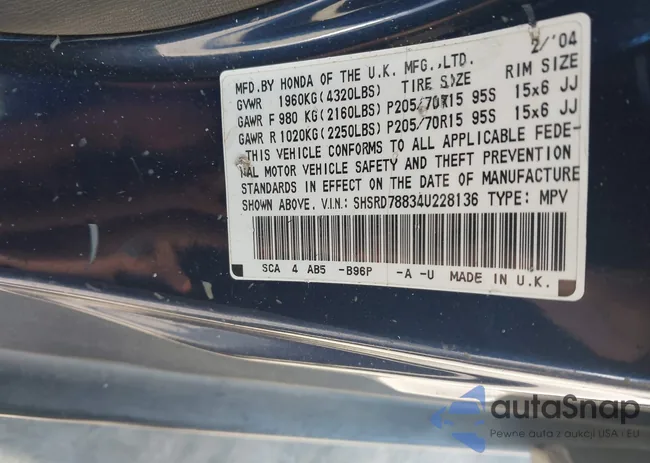 2/'04
MFD.BY HONDA OF THE U.K. MFG.,LTD.
GVWR 1960KG(4320LBS) TIRE SIZE RIM SIZE
GAWR F 980 KG(2160LBS) P205/70R15 95S 15x6 JJ
GAWR R 1020KG(2250LBS) P205/70R15 95S 15x6 JJ
THIS VEHICLE CONFORMS TO ALL APPLICABLE FEDE-
RAL MOTOR VEHICLE SAFETY AND THEFT PREVENTION
STANDARDS IN EFFECT ON THE DATE OF MANUFACTURE
SHOWN ABOVE. V.I.N: SHSRD78834U228136 TYPE: MPV
SCA 4 AB5 -B96P -A -U MADE IN U.K.
autaSnap
Pewne auta z aukcji USA i EU